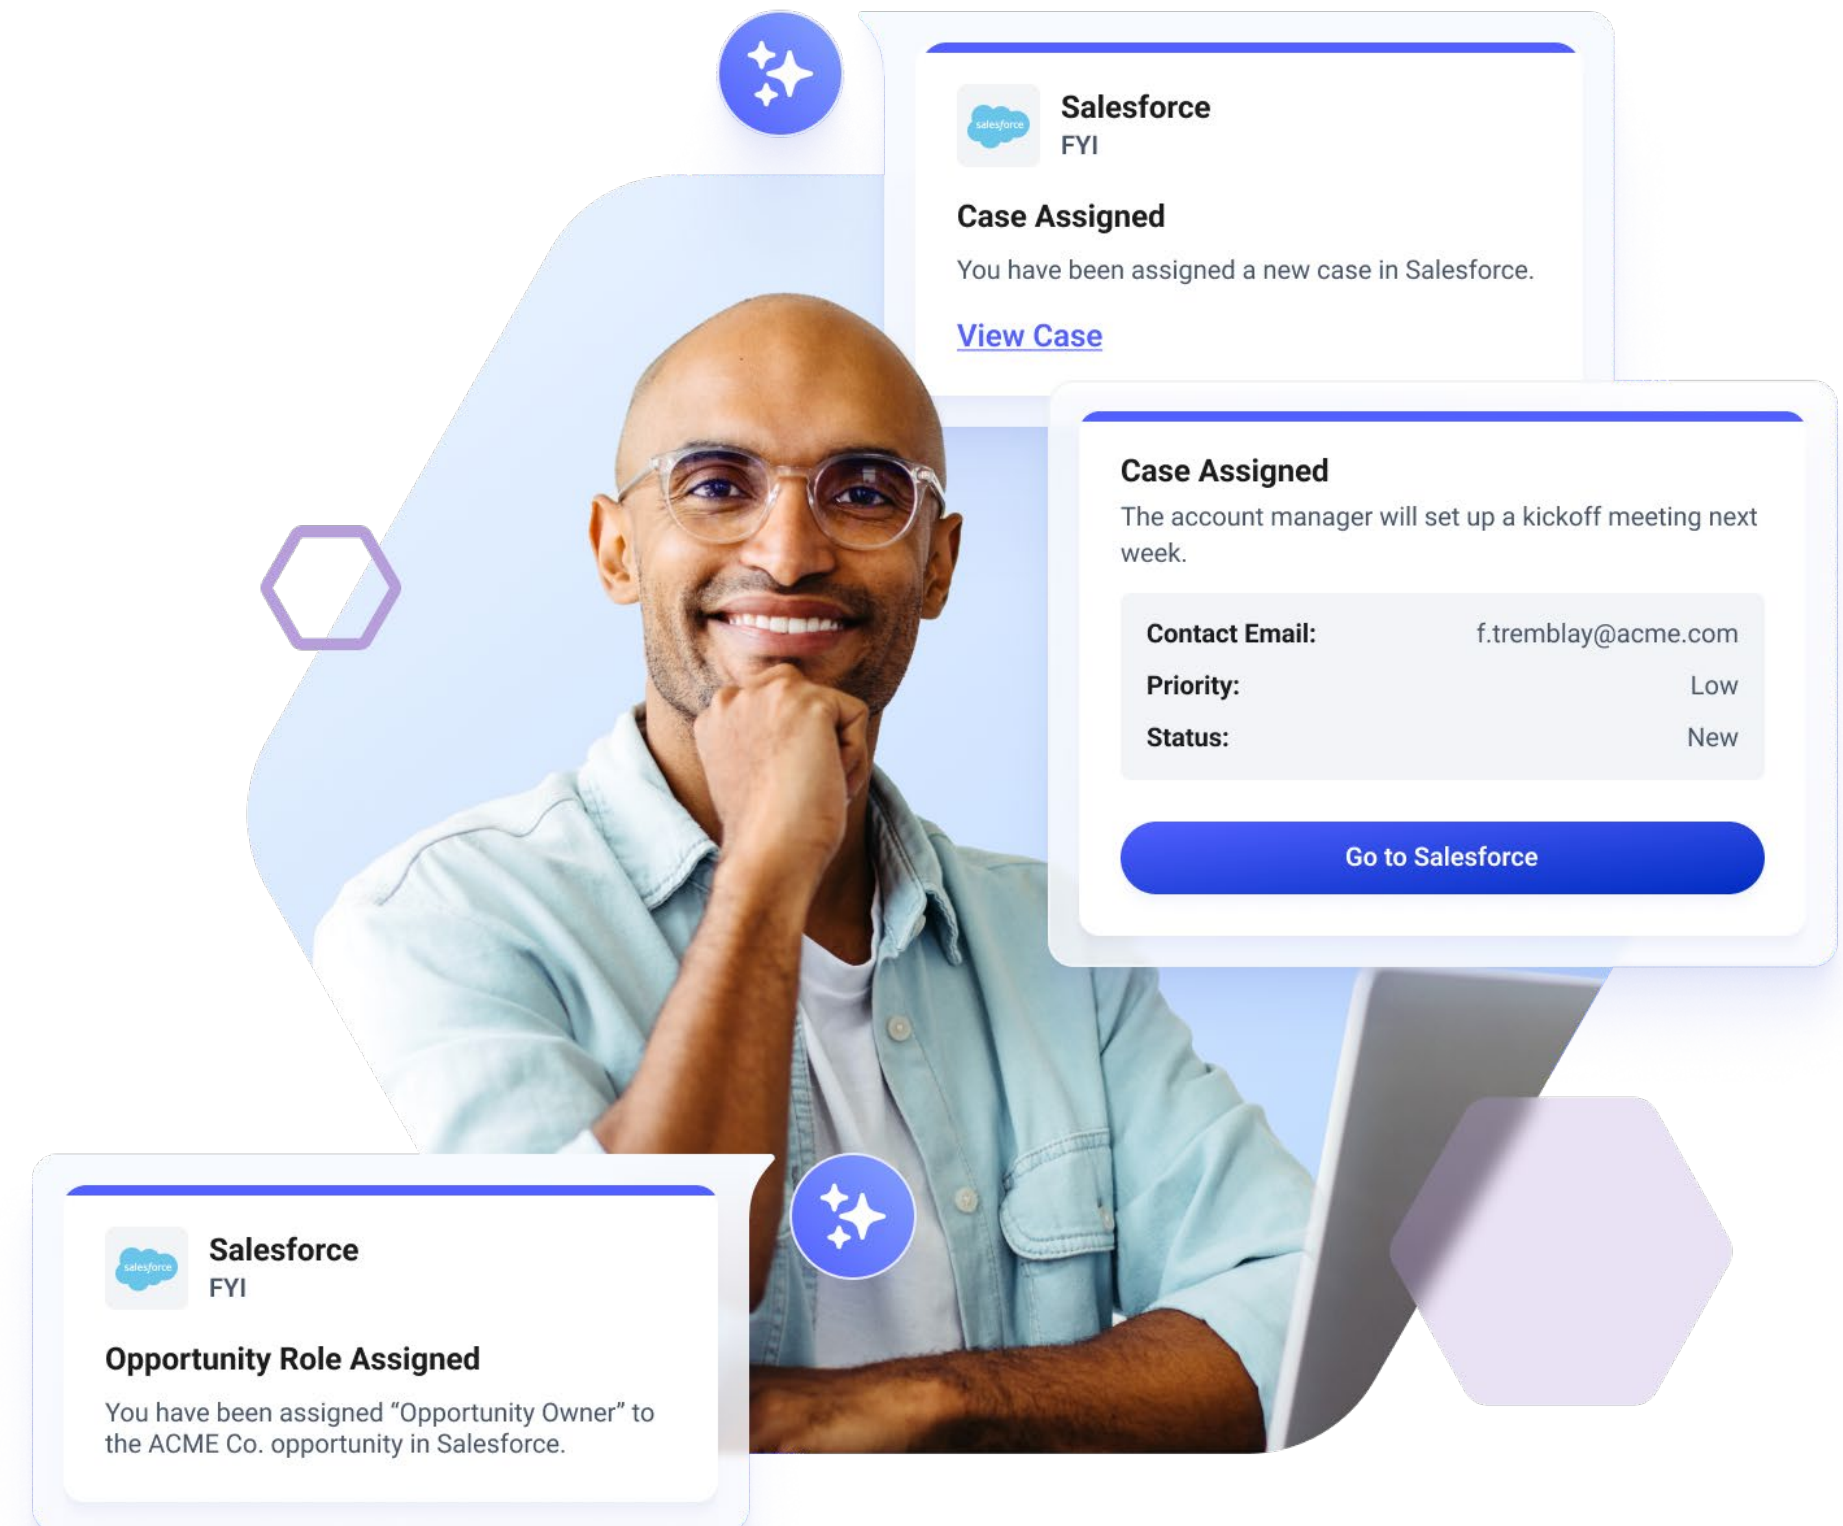 salesforce
Salesforce
FYI
Case Assigned
You have been assigned a new case in Salesforce.
View Case
Case Assigned
The account manager will set up a kickoff meeting next
week.
Contact Email: f.tremblay@acme.com
Priority: Low
Status: New
Go to Salesforce
salesforce
Salesforce
FYI
Opportunity Role Assigned
You have been assigned “Opportunity Owner” to
the ACME Co. opportunity in Salesforce.